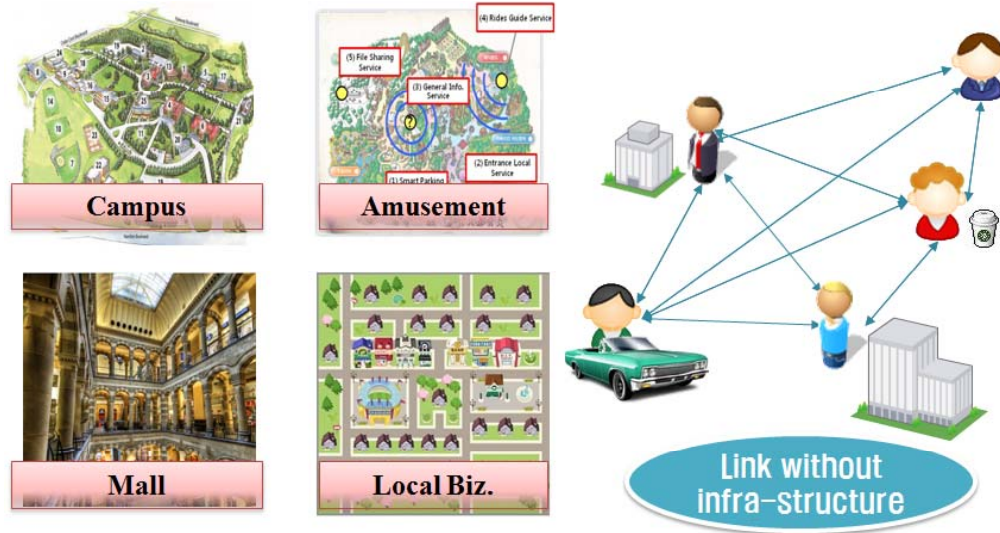 (4) Rides Guide Service
(5) File Sharing
Service
(3) General Info.
Service
(2) Entrance Local
Service
(1) Smart Parking
Campus
Amusement
Mall
Local Biz.
Link without
infra-structure